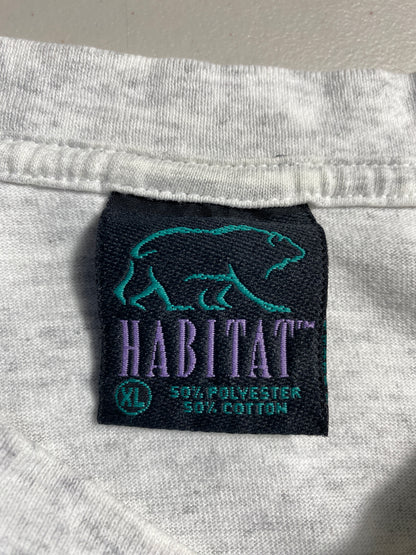 HABITAT™
XL 50% POLYESTER
50% COTTON